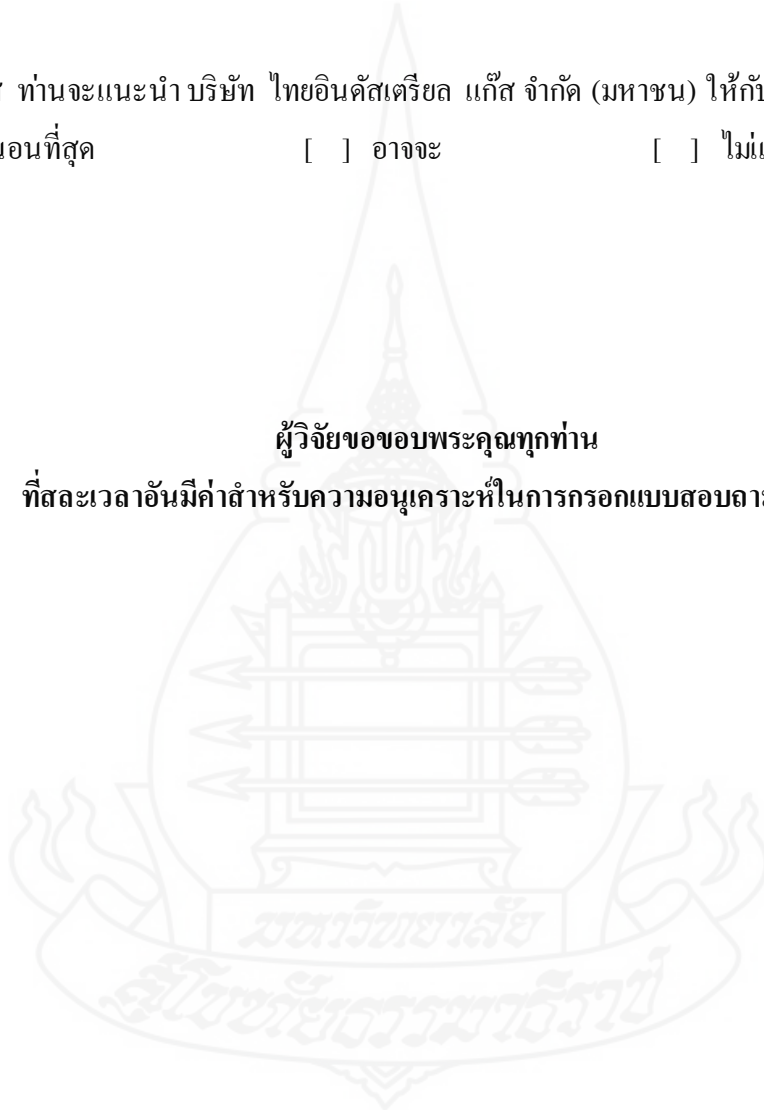 ท่านจะแนะนำ บริษัท ไทยอินดัสเตรียล แก๊ส จำกัด (มหาชน) ให้กับ
นอนที่สุด [ ] อาจจะ [ ] ไม่แ
ผู้วิจัยขอขอบพระคุณทุกท่าน
ที่สละเวลาอันมีค่าสำหรับความอนุเคราะห์ในการกรอกแบบสอบถา
มหาวิทยาลัย
สุโขทัยธรรมาธิราช